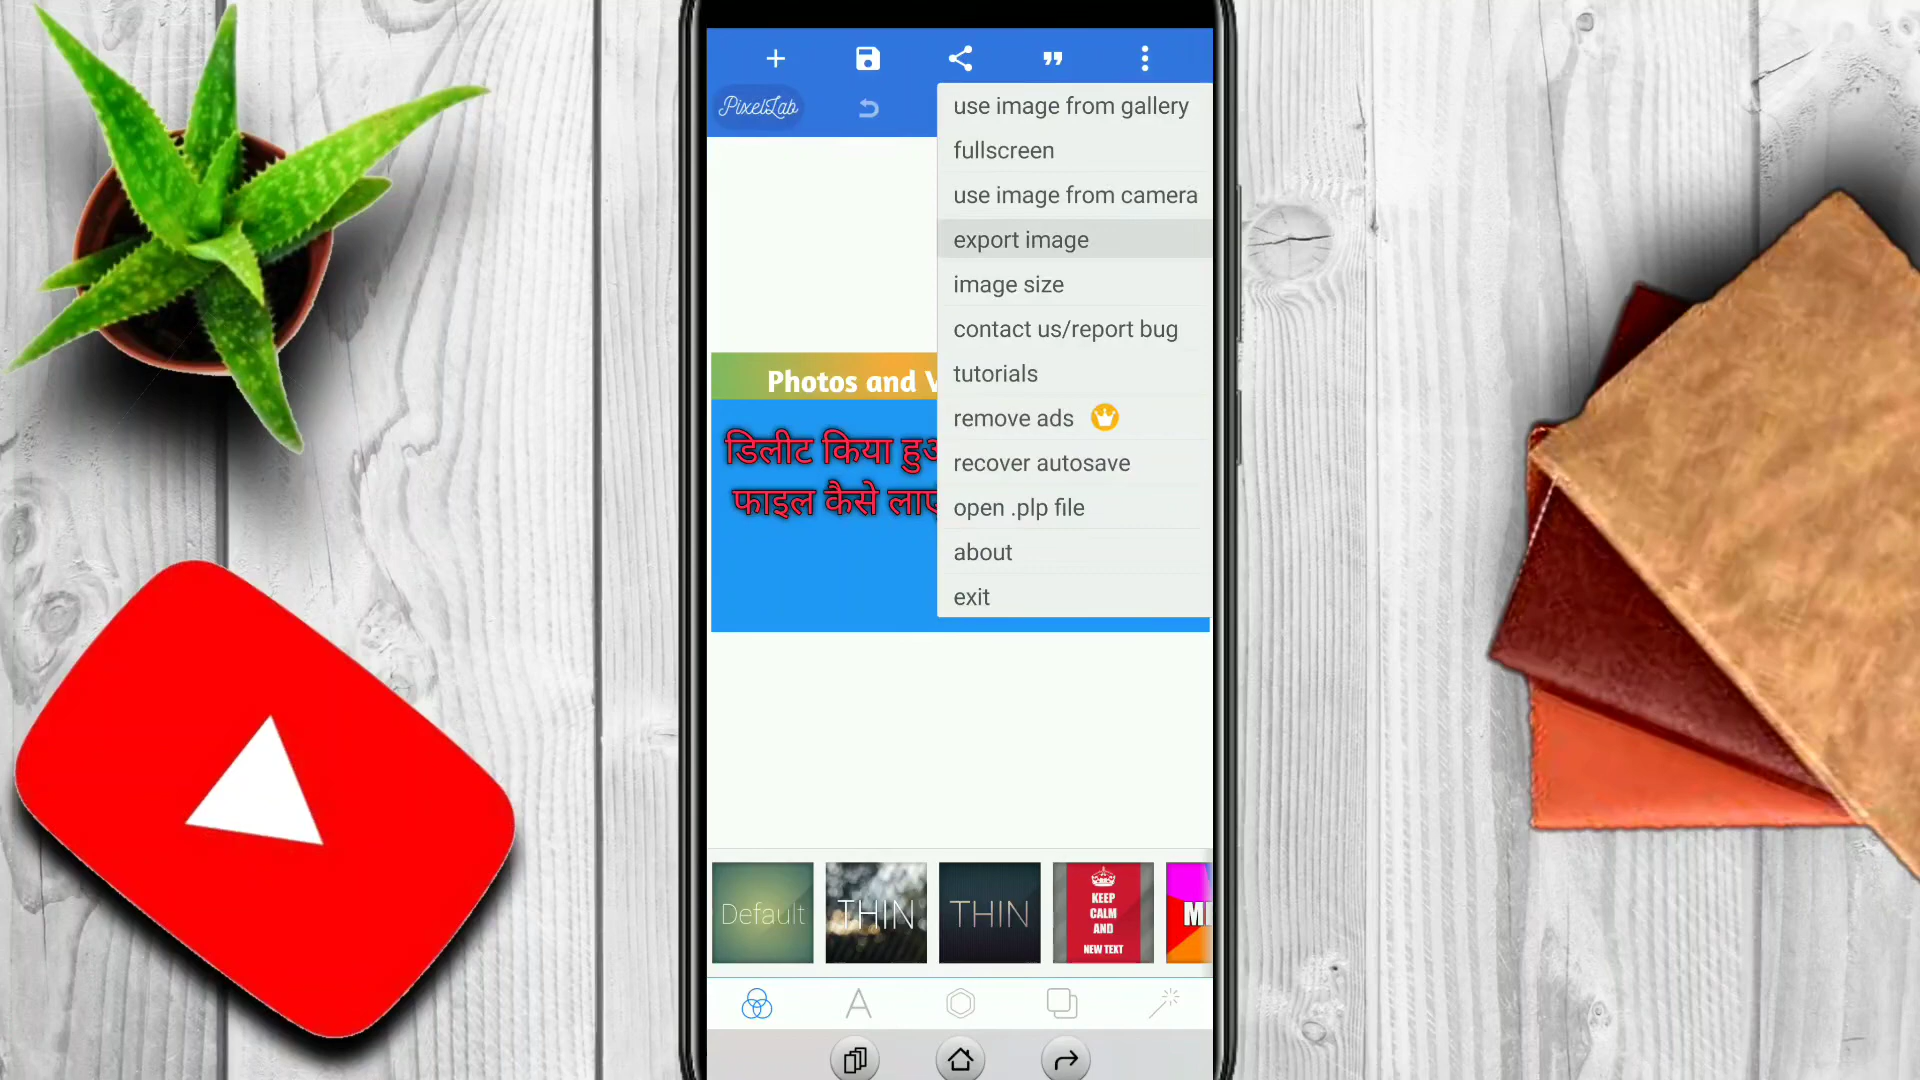 PixelLab
use image from gallery
fullscreen
use image from camera
export image
image size
contact us/report bug
tutorials
remove ads
recover autosave
open .plp file
about
exit
Photos and
डिलीट किया
फाइल कैसे
Default
THIN
THIN
KEEP
CALM
AND
NEW TEXT